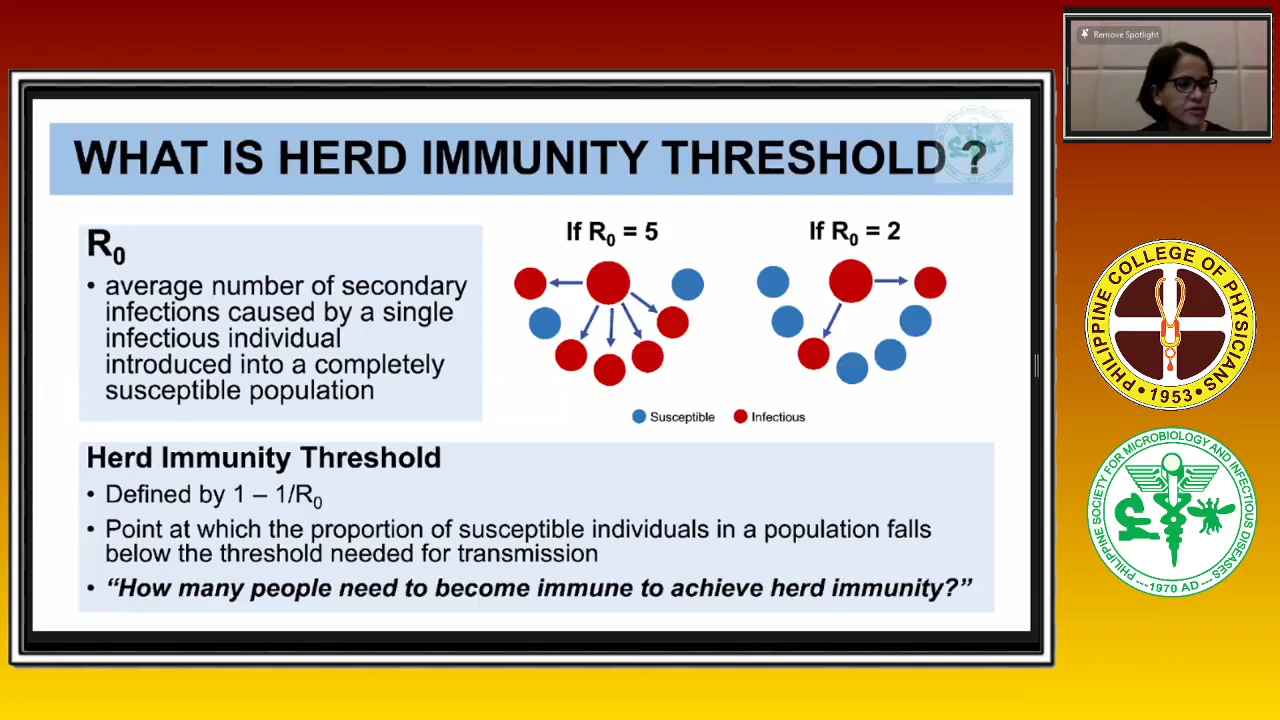 Remove Spotlight
WHAT IS HERD IMMUNITY THRESHOLD ?
R₀
• average number of secondary
infections caused by a single
infectious individual
introduced into a completely
susceptible population
If R₀ = 5
If R₀ = 2
Susceptible
Infectious
Herd Immunity Threshold
• Defined by 1 – 1/R₀
• Point at which the proportion of susceptible individuals in a population falls
below the threshold needed for transmission
• “How many people need to become immune to achieve herd immunity?”
PHILIPPINE COLLEGE OF PHYSICIANS
• 1953 •
PHILIPPINE SOCIETY FOR MICROBIOLOGY AND INFECTIOUS DISEASES
---1970 AD---